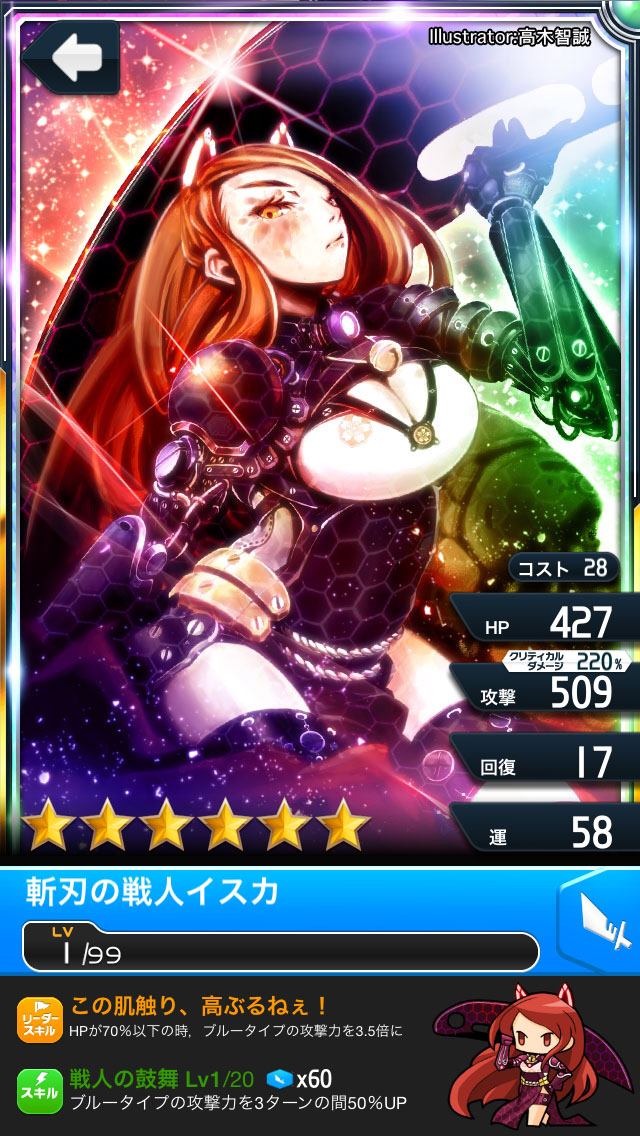 Illustrator:高木智誠
コスト 28
HP 427
クリティカル
ダメージ 220%
攻撃 509
回復 17
運 58
斬刃の戦人イスカ
LV
1/99
リーダー
スキル
この肌触り、高ぶるねぇ！
HPが70%以下の時，ブルータイプの攻撃力を3.5倍に
スキル
戦人の鼓舞 Lv1/20 x60
ブルータイプの攻撃力を3ターンの間50%UP